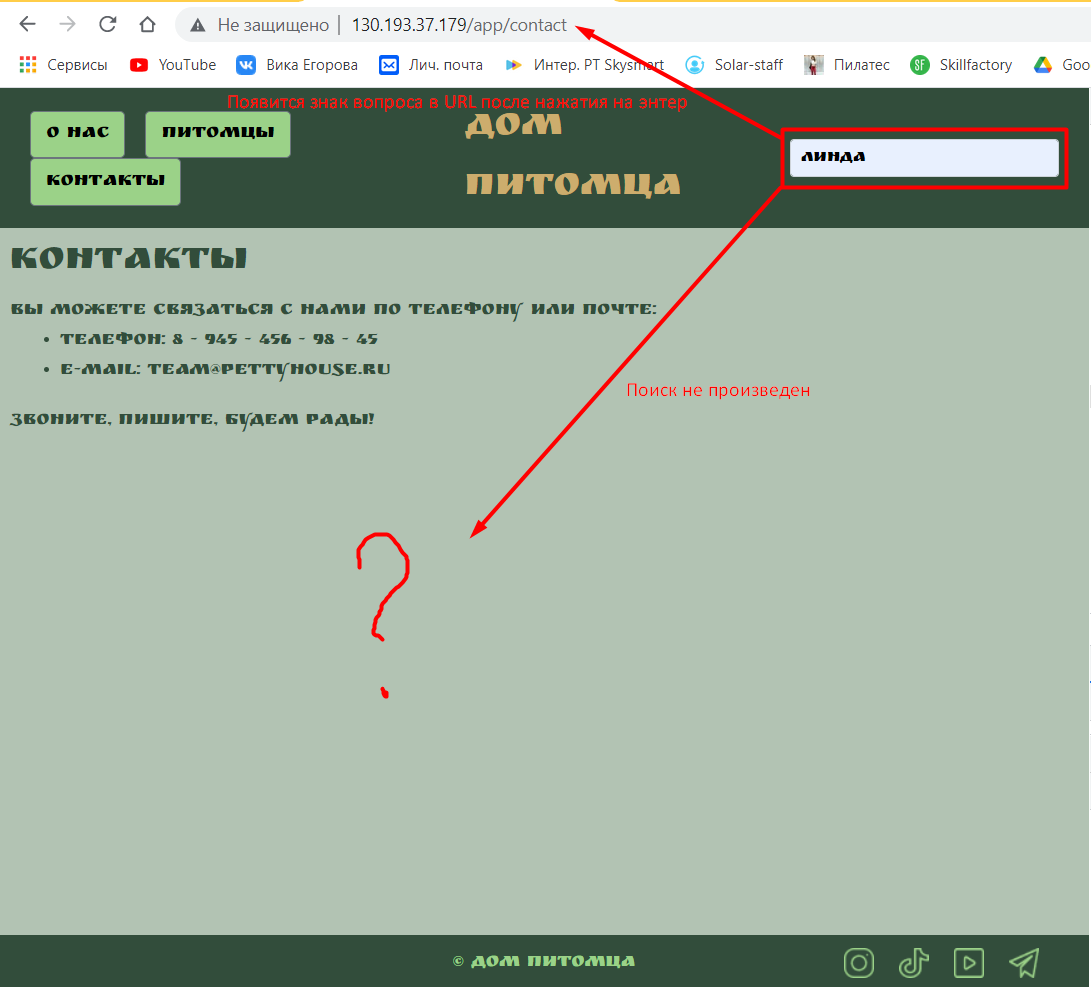 Не защищено | 130.193.37.179/app/contact
Сервисы YouTube Вика Егорова Лич. почта Интер. PT Skysmart Solar-staff Пилатес SF Skillfactory Goo
Появится знак вопроса в URL после нажатия на энтер
О НАС ПИТОМЦЫ
КОНТАКТЫ
ДОМ
ПИТОМЦА
ЛИНДА
КОНТАКТЫ
ВЫ МОЖЕТЕ СВЯЗАТЬСЯ С НАМИ ПО ТЕЛЕФОНУ ИЛИ ПОЧТЕ:
• ТЕЛЕФОН: 8 - 945 - 456 - 98 - 45
• E-MAIL: TEAM@PETTYHOUSE.RU
Поиск не произведен
ЗВОНИТЕ, ПИШИТЕ, БУДЕМ РАДЫ!
?
© ДОМ ПИТОМЦА